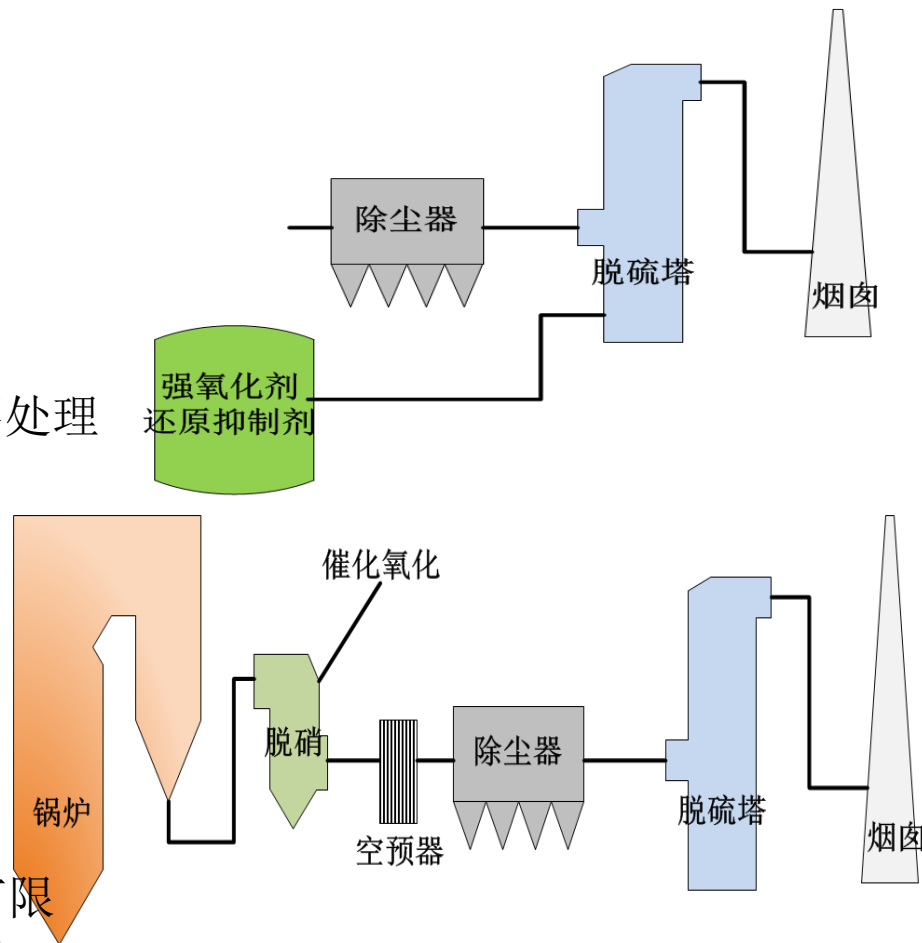 除尘器
脱硫塔
烟囱
强氧化剂
还原抑制剂
处理
催化氧化
脱硝
除尘器
锅炉
空预器
脱硫塔
烟囱
限